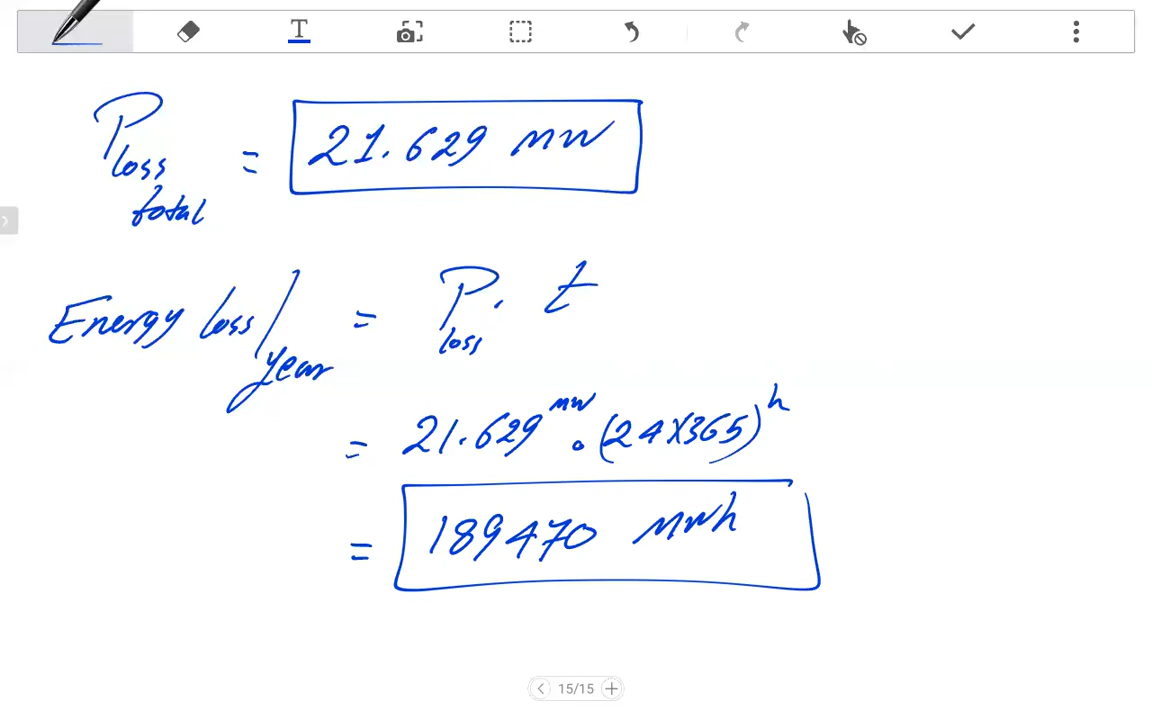 T
P loss total = 21.629 MW
Energy loss/year = P loss . t
= 21.629 MW . (24X365) h
= 189470 MWh
15/15